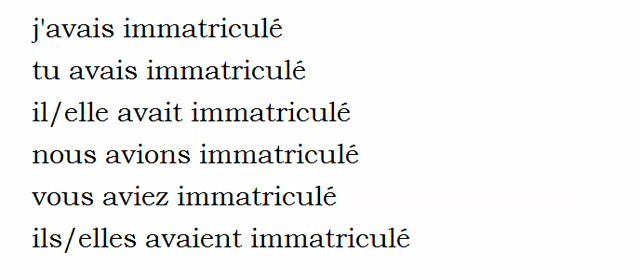 j'avais immatriculé
tu avais immatriculé
il/elle avait immatriculé
nous avions immatriculé
vous aviez immatriculé
ils/elles avaient immatriculé